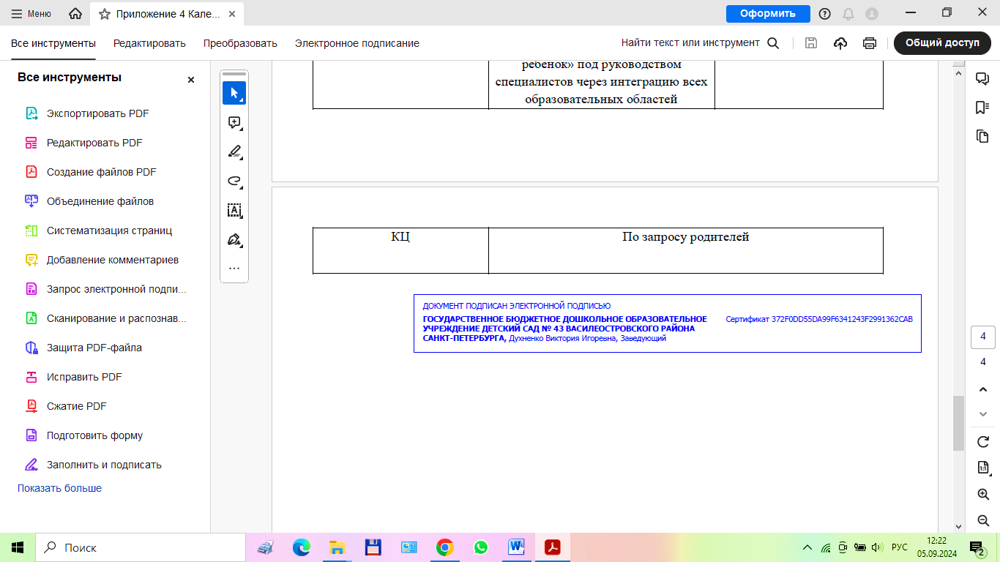 Меню
Приложение 4 Кале...
Оформить
Все инструменты
Редактировать
Преобразовать
Электронное подписание
Найти текст или инструмент
Общий доступ
Все инструменты
Экспортировать PDF
Редактировать PDF
Создание файлов PDF
Объединение файлов
Систематизация страниц
Добавление комментариев
Запрос электронной подпи...
Сканирование и распознав...
Защита PDF-файла
Исправить PDF
Сжатие PDF
Подготовить форму
Заполнить и подписать
Показать больше
ребенок» под руководством
специалистов через интеграцию всех
образовательных областей
КЦ
По запросу родителей
ДОКУМЕНТ ПОДПИСАН ЭЛЕКТРОННОЙ ПОДПИСЬЮ
ГОСУДАРСТВЕННОЕ БЮДЖЕТНОЕ ДОШКОЛЬНОЕ ОБРАЗОВАТЕЛЬНОЕ
УЧРЕЖДЕНИЕ ДЕТСКИЙ САД № 43 ВАСИЛЕОСТРОВСКОГО РАЙОНА
САНКТ-ПЕТЕРБУРГА, Духненко Виктория Игоревна, Заведующий
Сертификат 372F0DD55DA99F6341243F2991362CAB
4
4
1:1
Поиск
РУС
12:22
05.09.2024
2